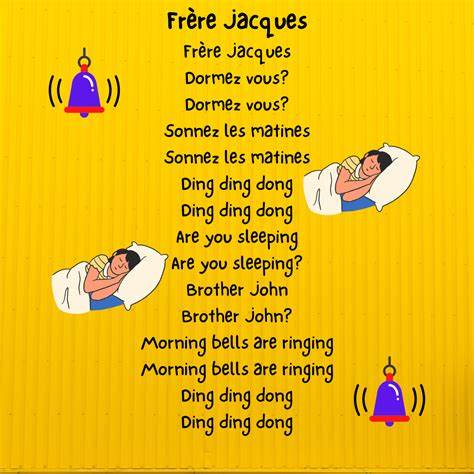 Frère jacques
Frère jacques
Dormez vous?
Dormez vous?
Sonnez les matines
Sonnez les matines
Ding ding dong
Ding ding dong
Are you sleeping
Are you sleeping?
Brother John
Brother John?
Morning bells are ringing
Morning bells are ringing
Ding ding dong
Ding ding dong